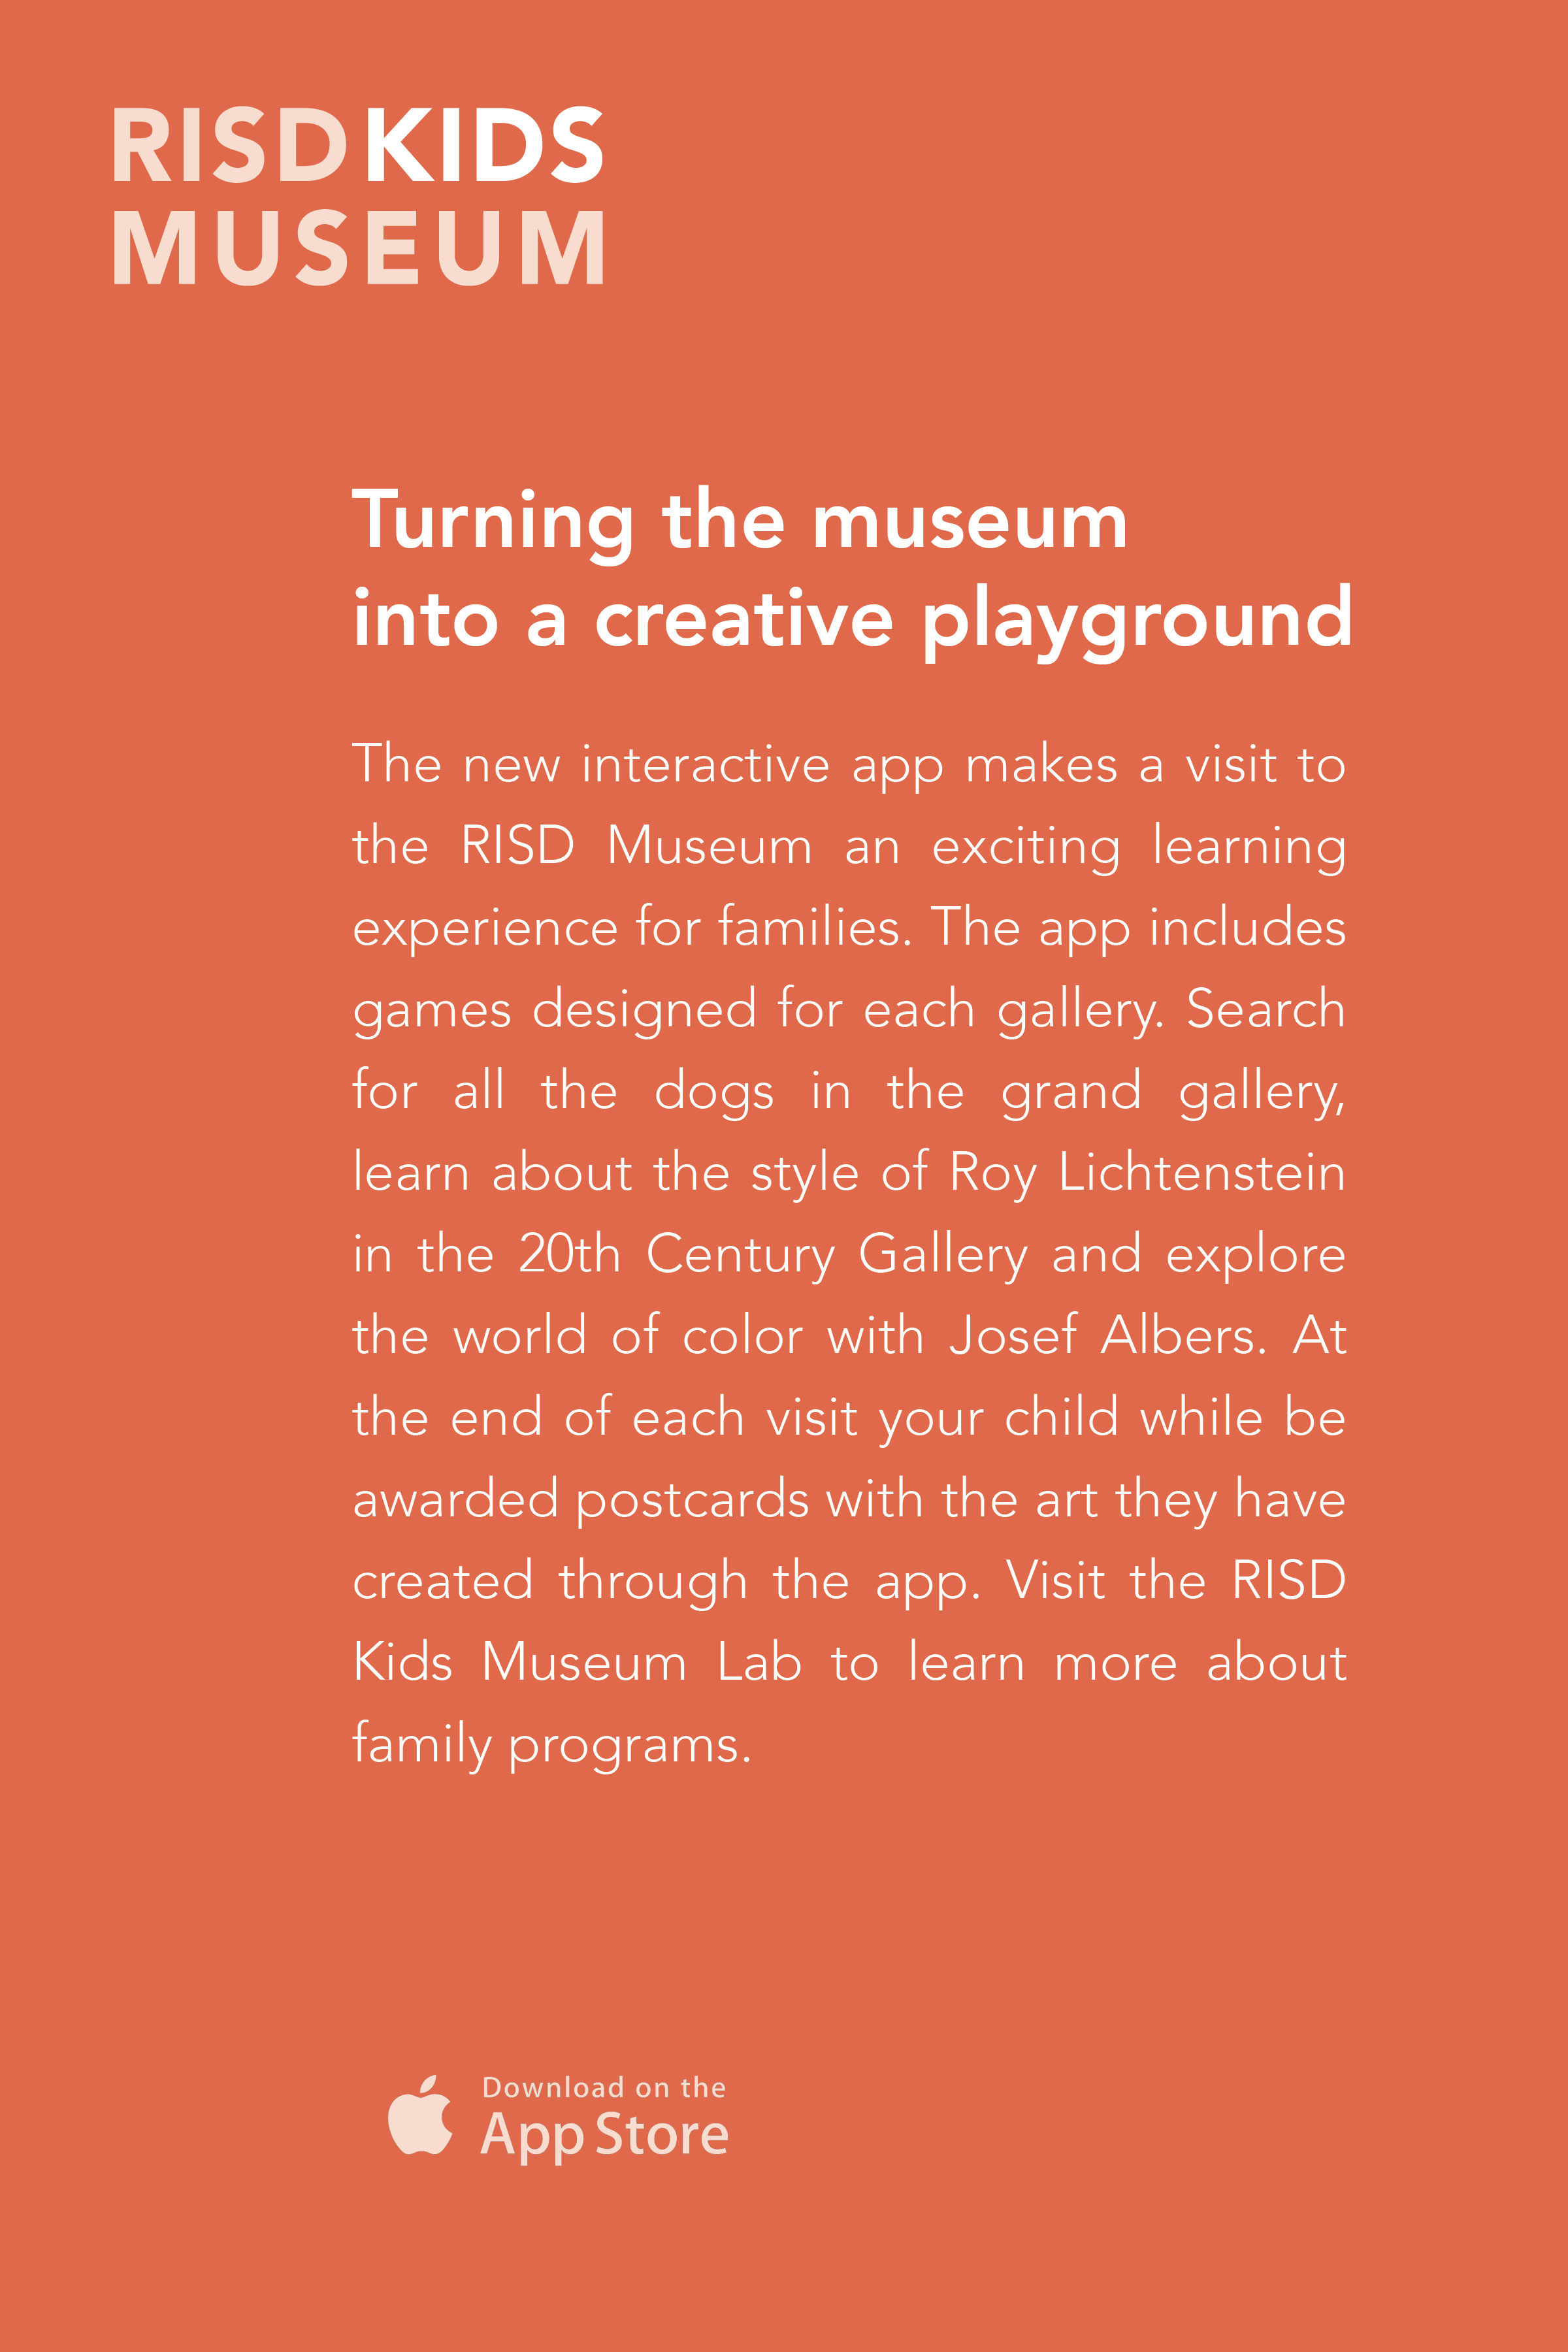 RISD KIDS
MUSEUM
Turning the museum
into a creative playground
The new interactive app makes a visit to
the RISD Museum an exciting learning
experience for families. The app includes
games designed for each gallery. Search
for all the dogs in the grand gallery,
learn about the style of Roy Lichtenstein
in the 20th Century Gallery and explore
the world of color with Josef Albers. At
the end of each visit your child while be
awarded postcards with the art they have
created through the app. Visit the RISD
Kids Museum Lab to learn more about
family programs.
Download on the
App Store